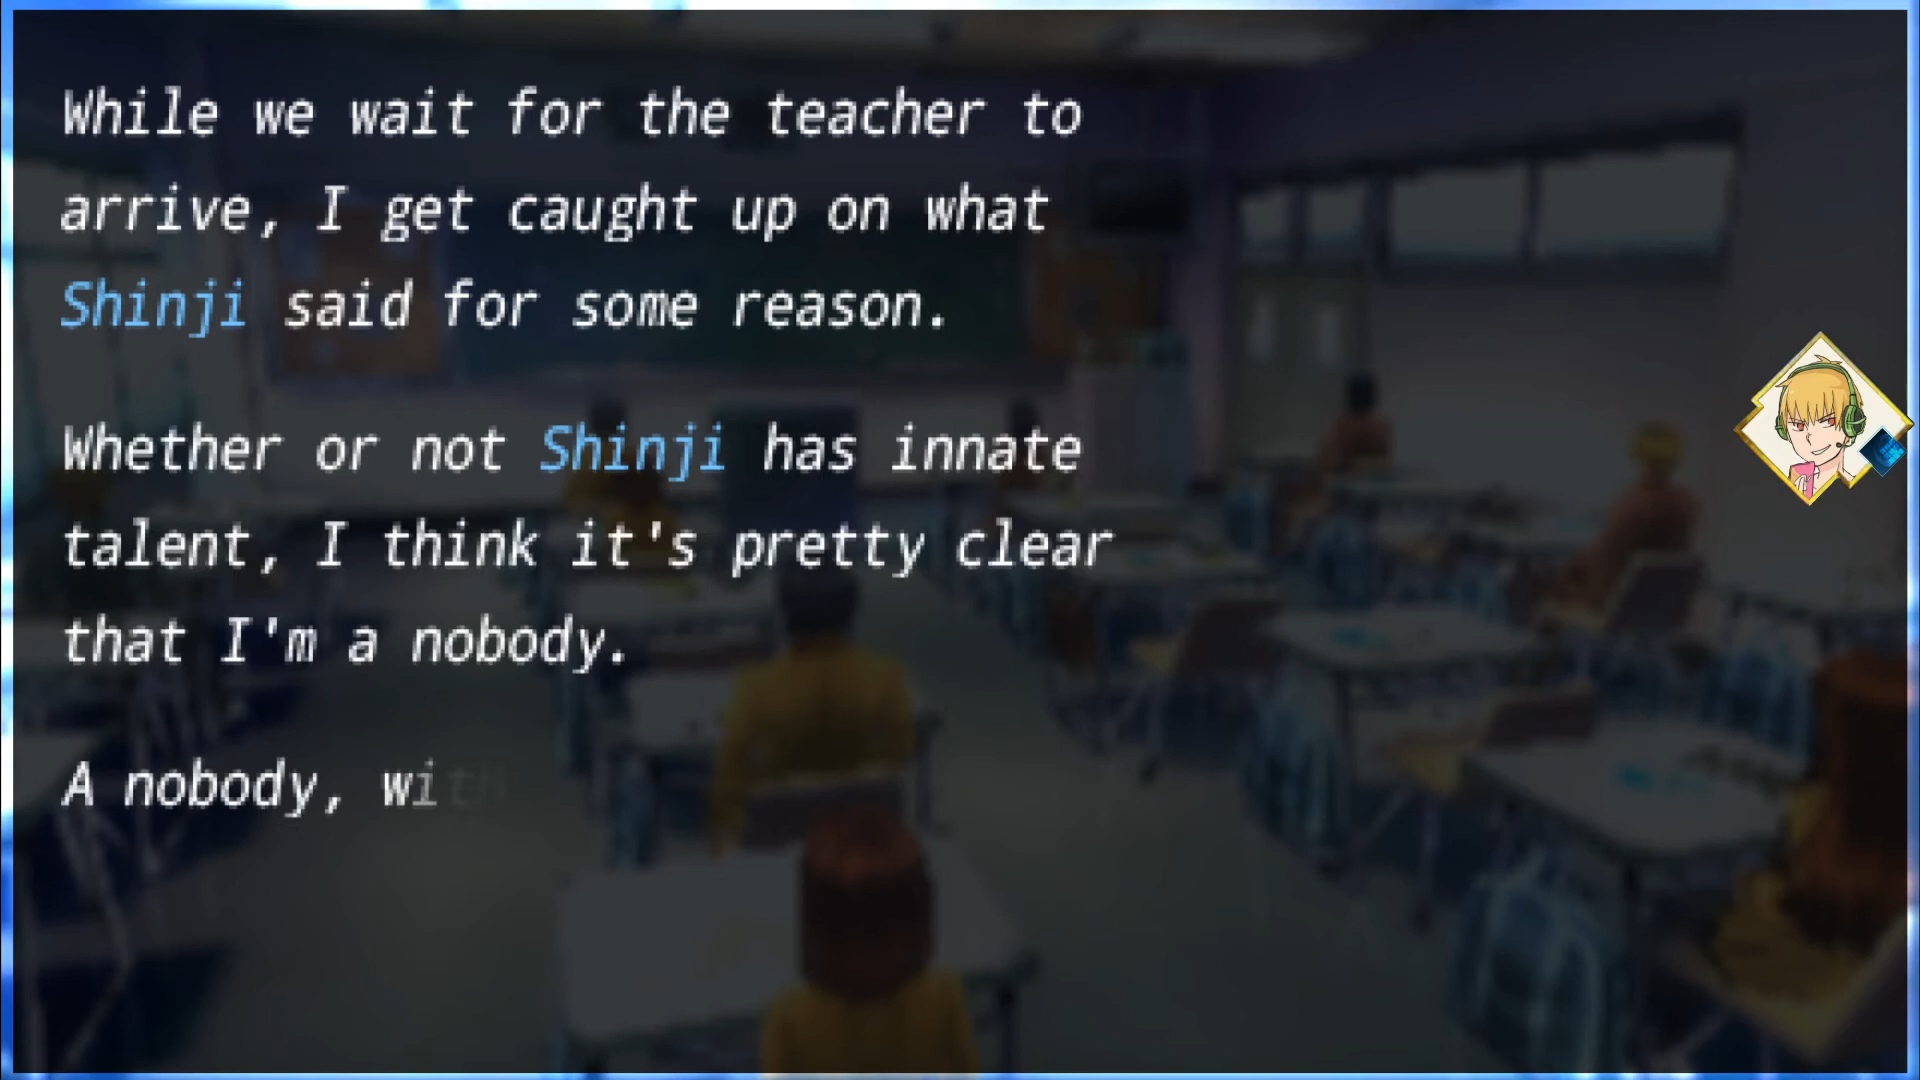 While we wait for the teacher to
arrive, I get caught up on what
Shinji said for some reason.
Whether or not Shinji has innate
talent, I think it's pretty clear
that I'm a nobody.
A nobody, with